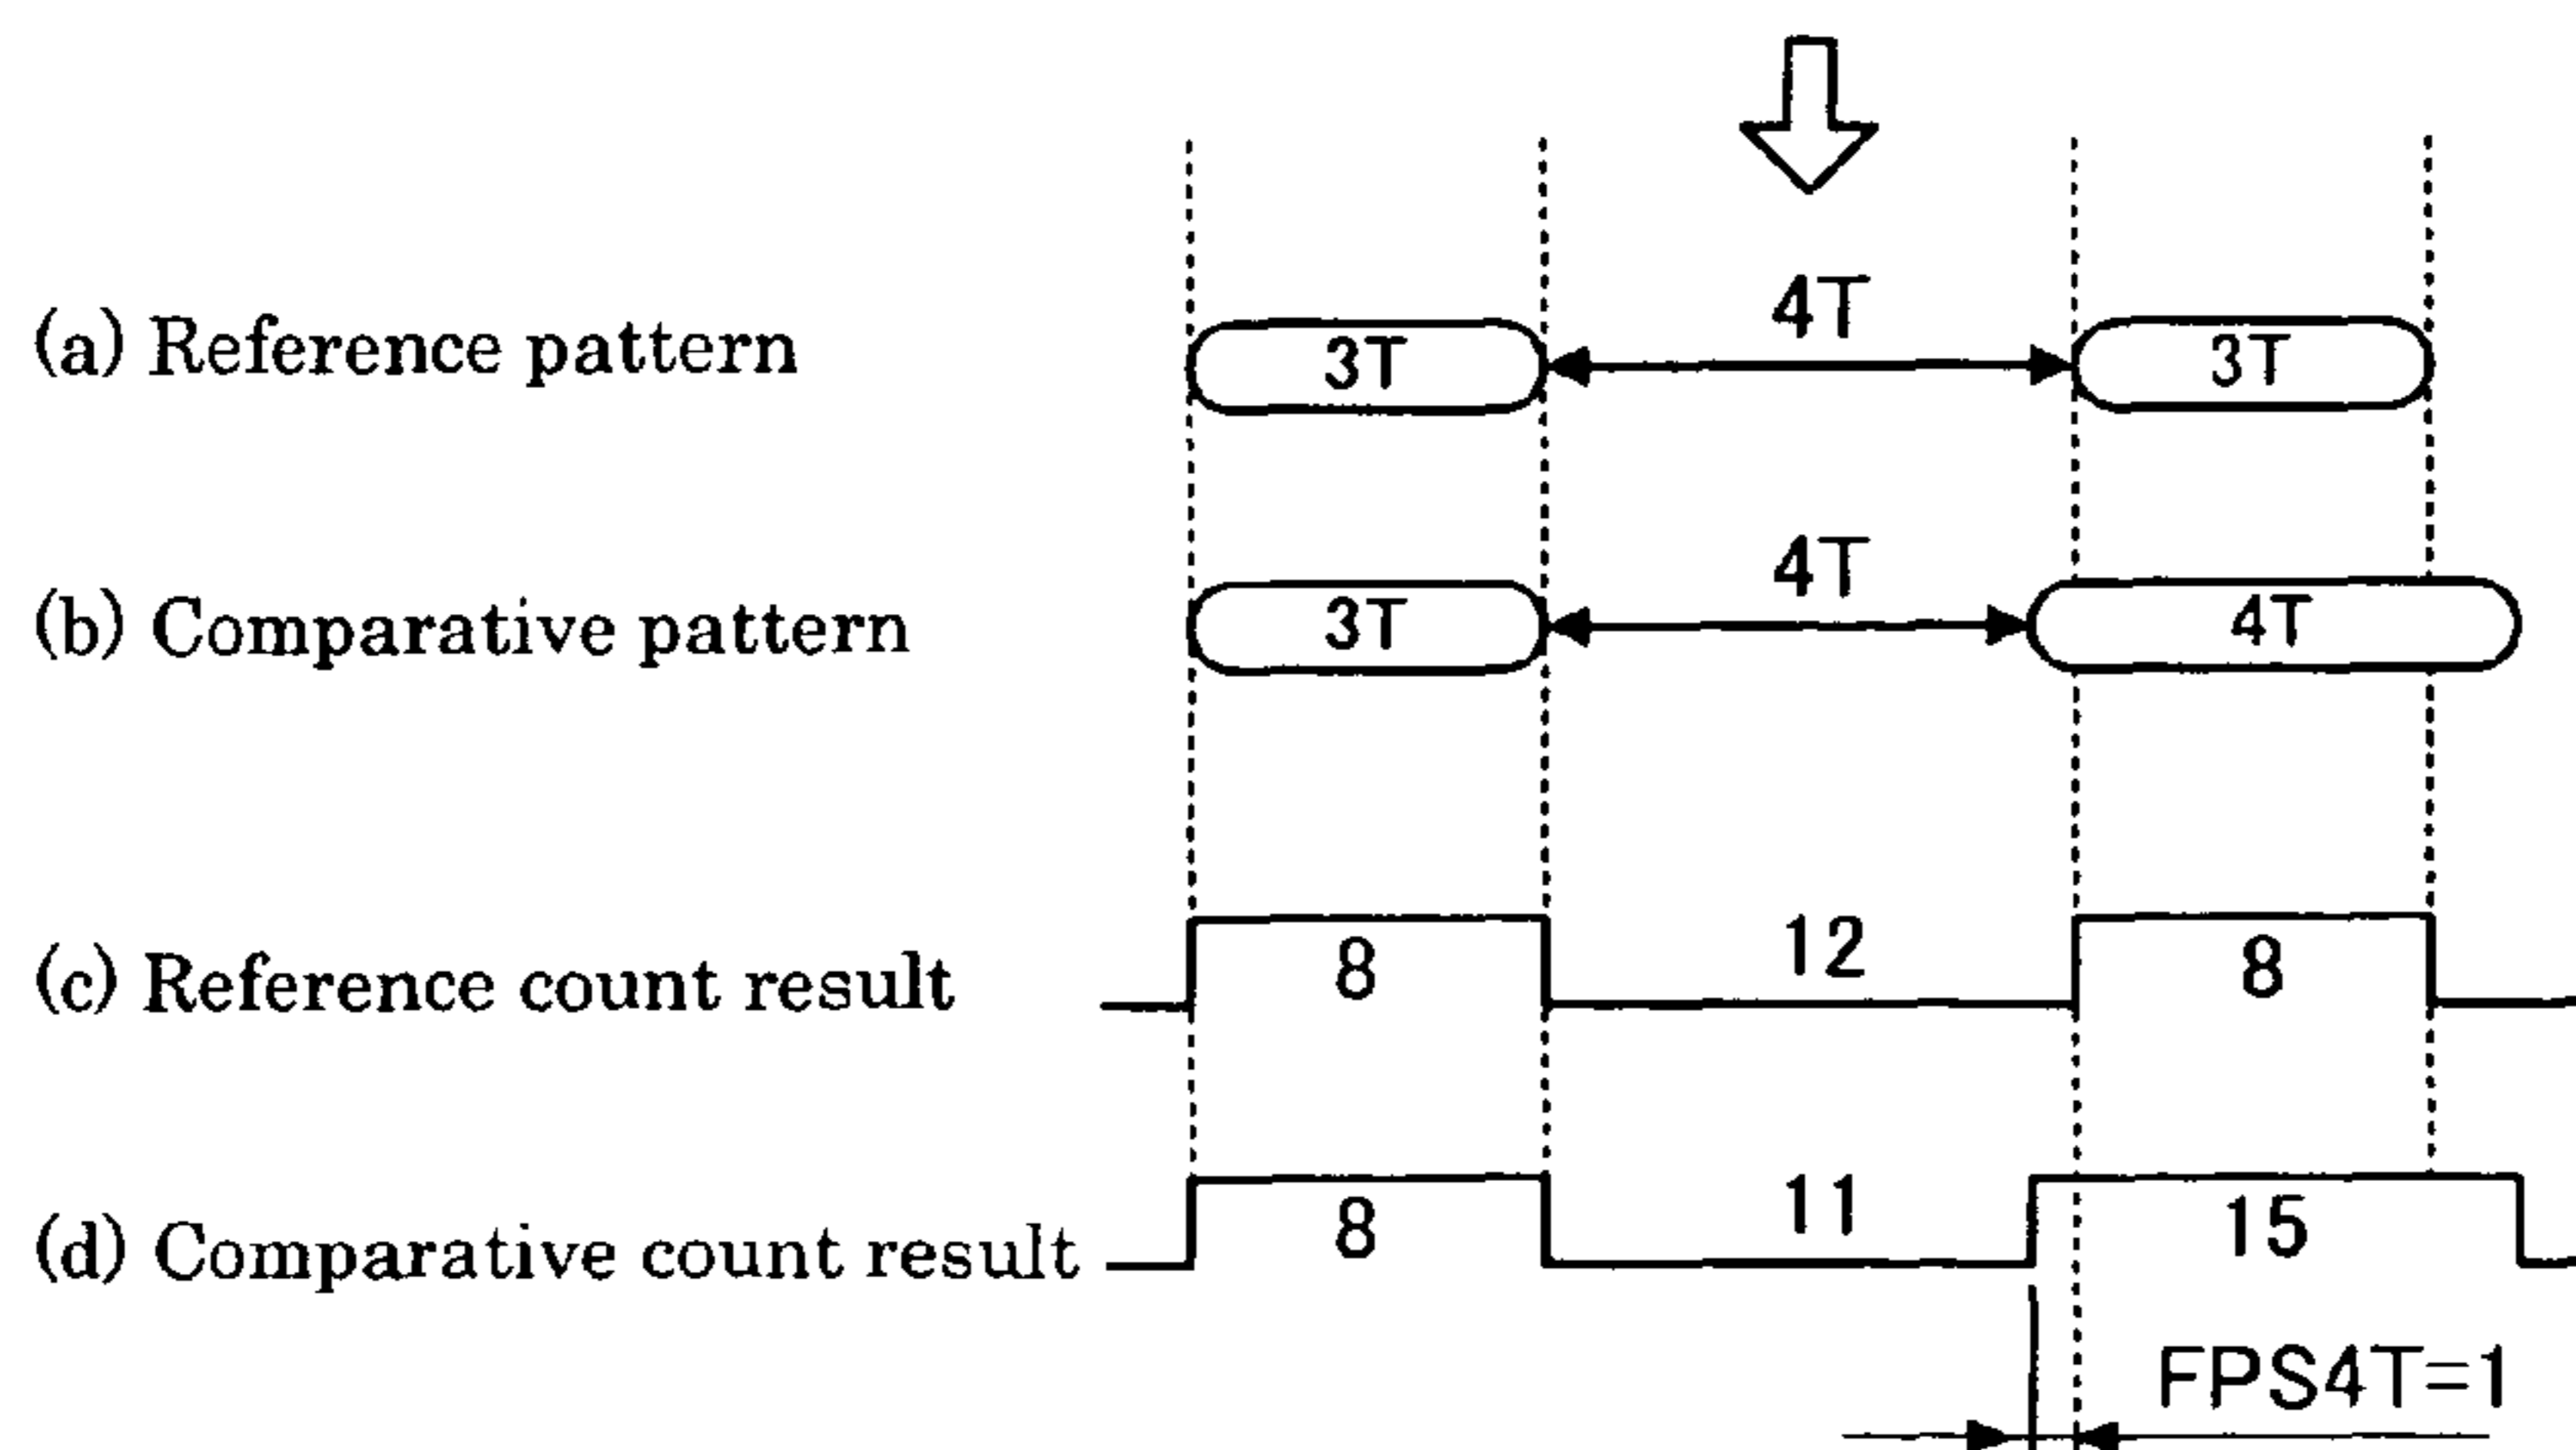 4T
(a) Reference pattern 3T 3T
4T
(b) Comparative pattern 3T 4T
(c) Reference count result 8 12 8
(d) Comparative count result 8 11 15
FPS4T=1